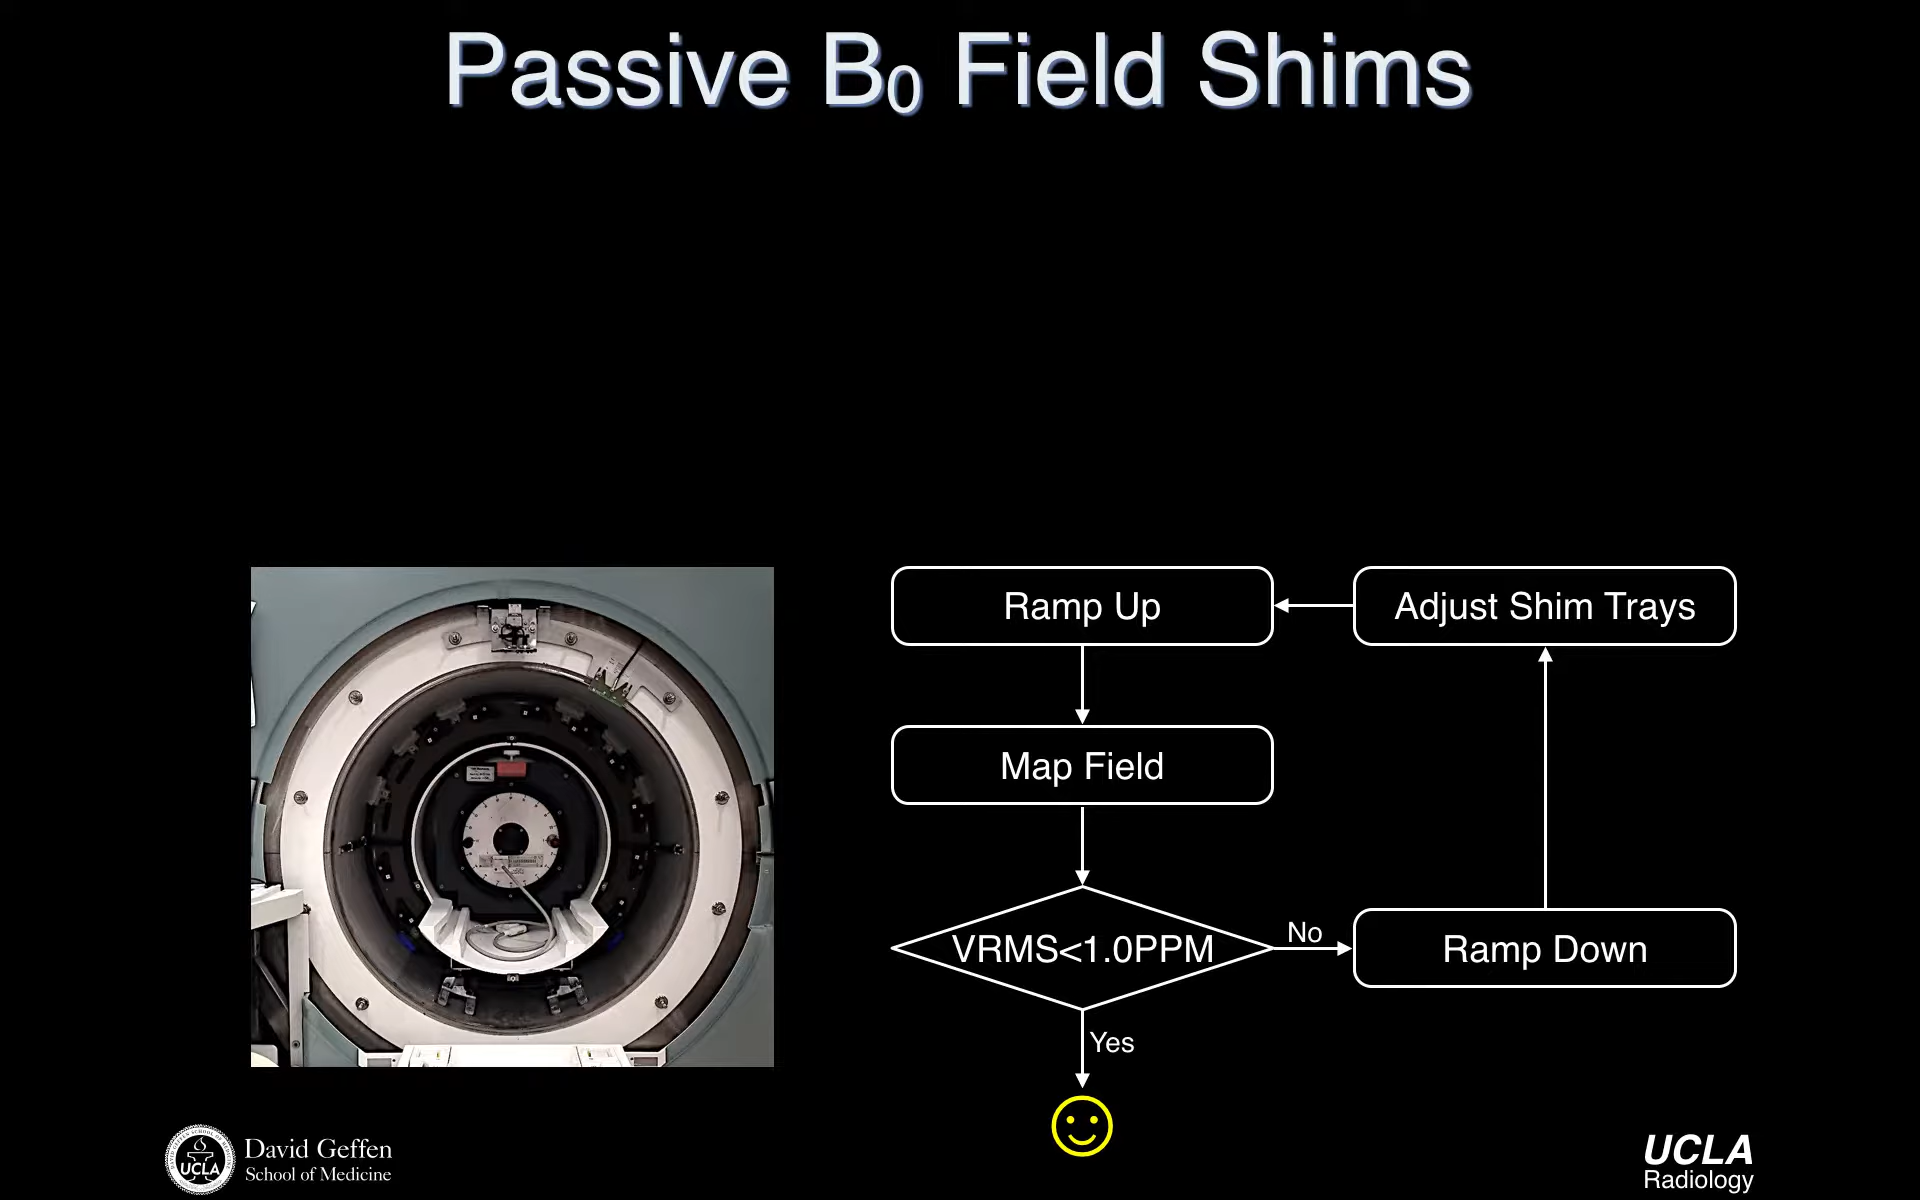 Passive B0 Field Shims
Ramp Up
Adjust Shim Trays
Map Field
VRMS<1.0PPM
No
Ramp Down
Yes
UCLA
David Geffen
School of Medicine
UCLA
Radiology